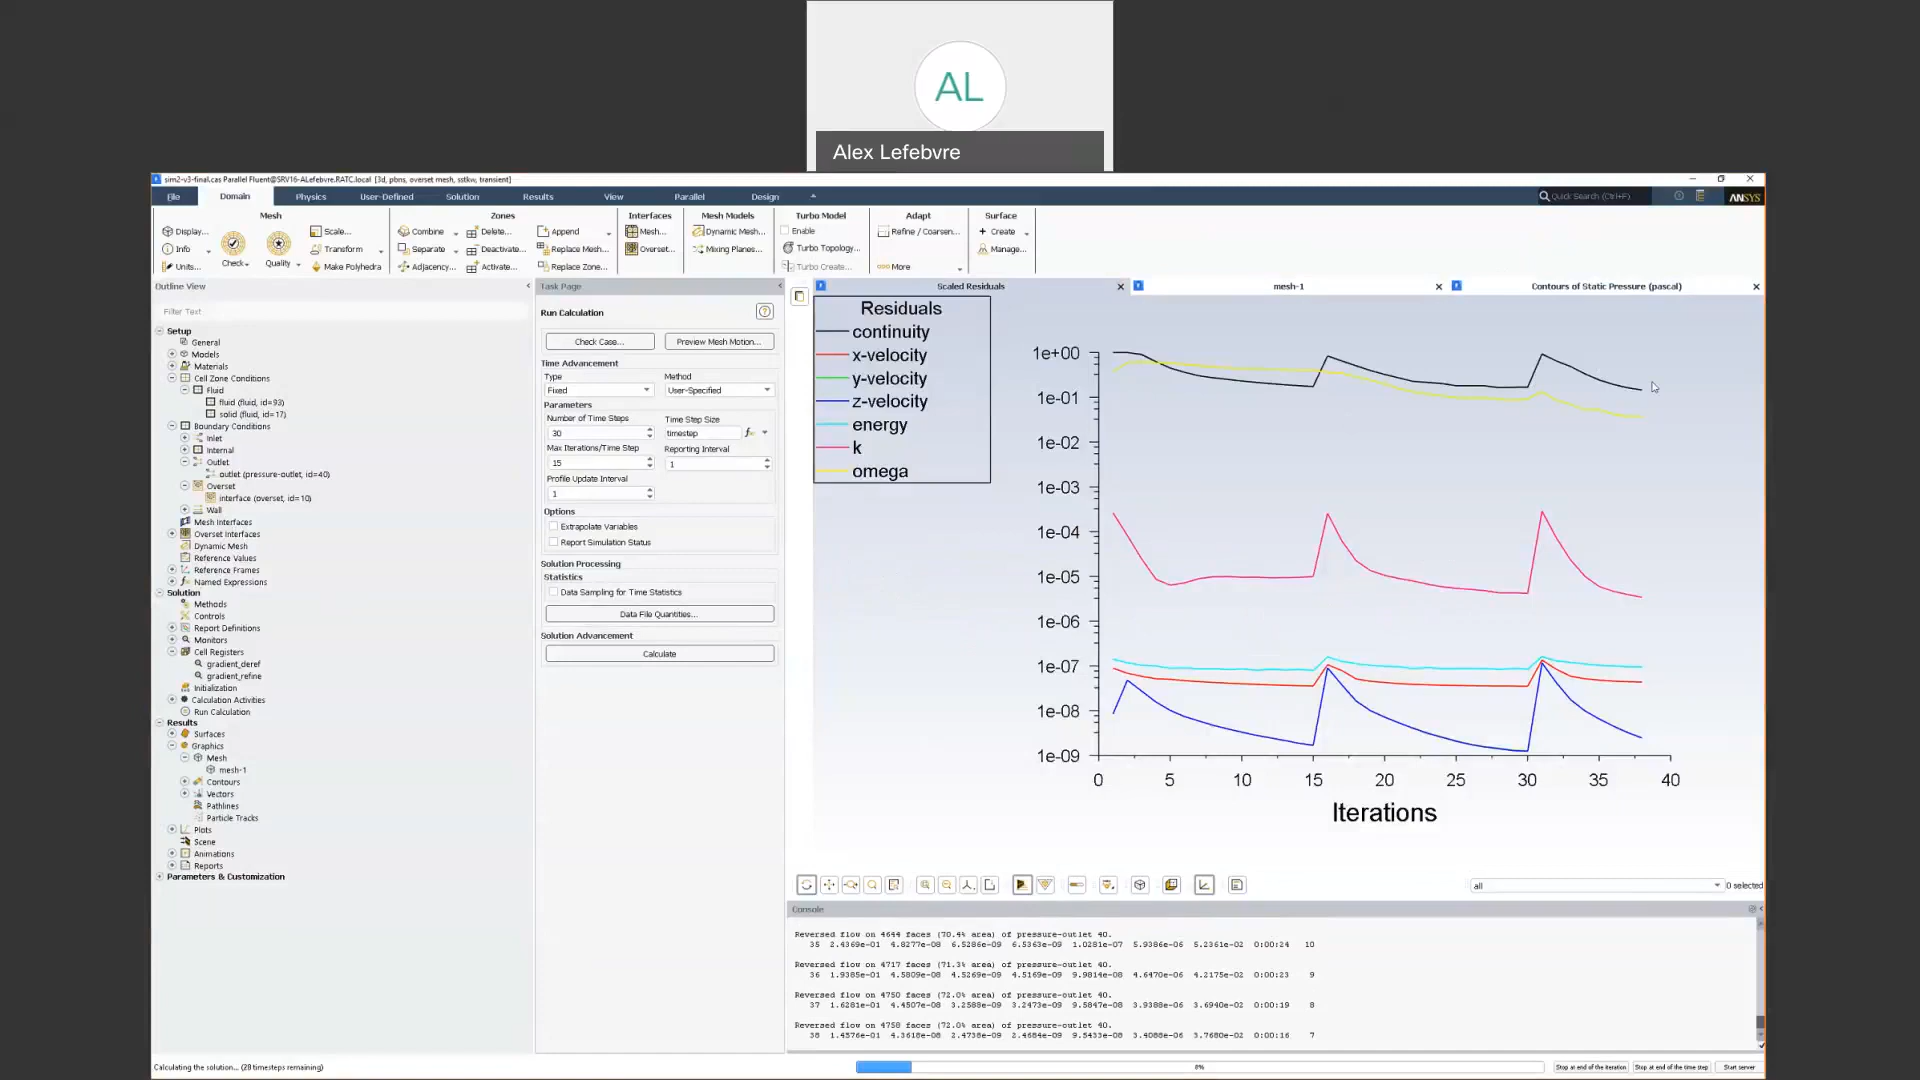 AL
Alex Lefebvre
sim2-v3-final.cas Parallel Fluent@SRV16-ALefebvre.RATC.local [3d, pbns, overset mesh, sstkw, transient]
File Domain Physics User-Defined Solution Results View Parallel Design
Quick Search (Ctrl+F)
ANSYS
Mesh Zones Interfaces Mesh Models Turbo Model Adapt Surface
Display... Scale... Combine Delete... Append Mesh... Dynamic Mesh... Enable Refine / Coarsen... Create
Info Transform Separate Deactivate... Replace Mesh... Overset... Mixing Planes... Turbo Topology... Manage...
Units... Check Quality Make Polyhedra Adjacency... Activate... Replace Zone... Turbo Create... More
Outline View
Filter Text
Setup
General
Models
Materials
Cell Zone Conditions
Fluid
fluid (fluid, id=93)
solid (fluid, id=17)
Boundary Conditions
Inlet
Internal
Outlet
outlet (pressure-outlet, id=40)
Overset
interface (overset, id=10)
Wall
Mesh Interfaces
Overset Interfaces
Dynamic Mesh
Reference Values
Reference Frames
Named Expressions
Solution
Methods
Controls
Report Definitions
Monitors
Cell Registers
gradient_deref
gradient_refine
Initialization
Calculation Activities
Run Calculation
Results
Surfaces
Graphics
Mesh
mesh-1
Contours
Vectors
Pathlines
Particle Tracks
Plots
Scene
Animations
Reports
Parameters & Customization
Task Page
Run Calculation
Check Case... Preview Mesh Motion...
Time Advancement
Type Method
Fixed User-Specified
Parameters
Number of Time Steps Time Step Size
30 timestep
Max Iterations/Time Step Reporting Interval
15 1
Profile Update Interval
1
Options
Extrapolate Variables
Report Simulation Status
Solution Processing
Statistics
Data Sampling for Time Statistics
Data File Quantities...
Solution Advancement
Calculate
Scaled Residuals mesh-1 Contours of Static Pressure (pascal)
Residuals
continuity
x-velocity
y-velocity
z-velocity
energy
k
omega
1e+00
1e-01
1e-02
1e-03
1e-04
1e-05
1e-06
1e-07
1e-08
1e-09
0 5 10 15 20 25 30 35 40
Iterations
all 0 selected
Console
Reversed flow on 4644 faces (70.4% area) of pressure-outlet 40.
35 2.4369e-01 4.8277e-08 6.5286e-09 6.5363e-09 1.0281e-07 5.9386e-06 5.2361e-02 0:00:24 10
Reversed flow on 4717 faces (71.3% area) of pressure-outlet 40.
36 1.9385e-01 4.5809e-08 4.5269e-09 4.5169e-09 9.9814e-08 4.6470e-06 4.2175e-02 0:00:23 9
Reversed flow on 4750 faces (72.0% area) of pressure-outlet 40.
37 1.6281e-01 4.4507e-08 3.2589e-09 3.2473e-09 9.5847e-08 3.9388e-06 3.6940e-02 0:00:19 8
Reversed flow on 4758 faces (72.0% area) of pressure-outlet 40.
38 1.4576e-01 4.3618e-08 2.4738e-09 2.4684e-09 9.5433e-08 3.4088e-06 3.7680e-02 0:00:16 7
Calculating the solution... (28 timesteps remaining) 8% Stop at end of the iteration Stop at end of the time step Start server